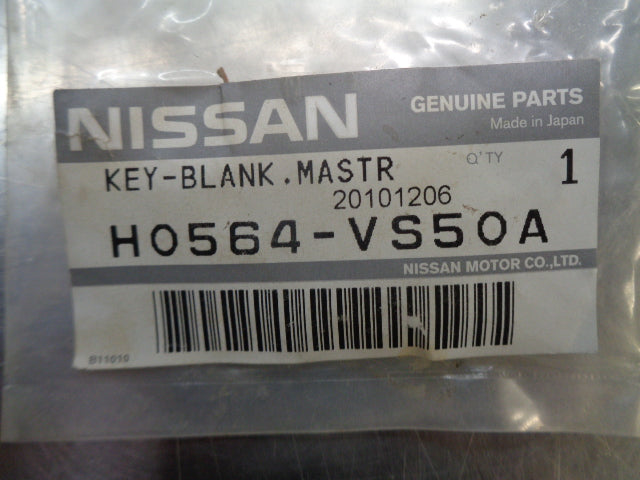 NISSAN
GENUINE PARTS
Made in Japan
KEY-BLANK.MASTR
Q'TY 1
20101206
H0564-VS50A
NISSAN MOTOR CO.,LTD.
B11010